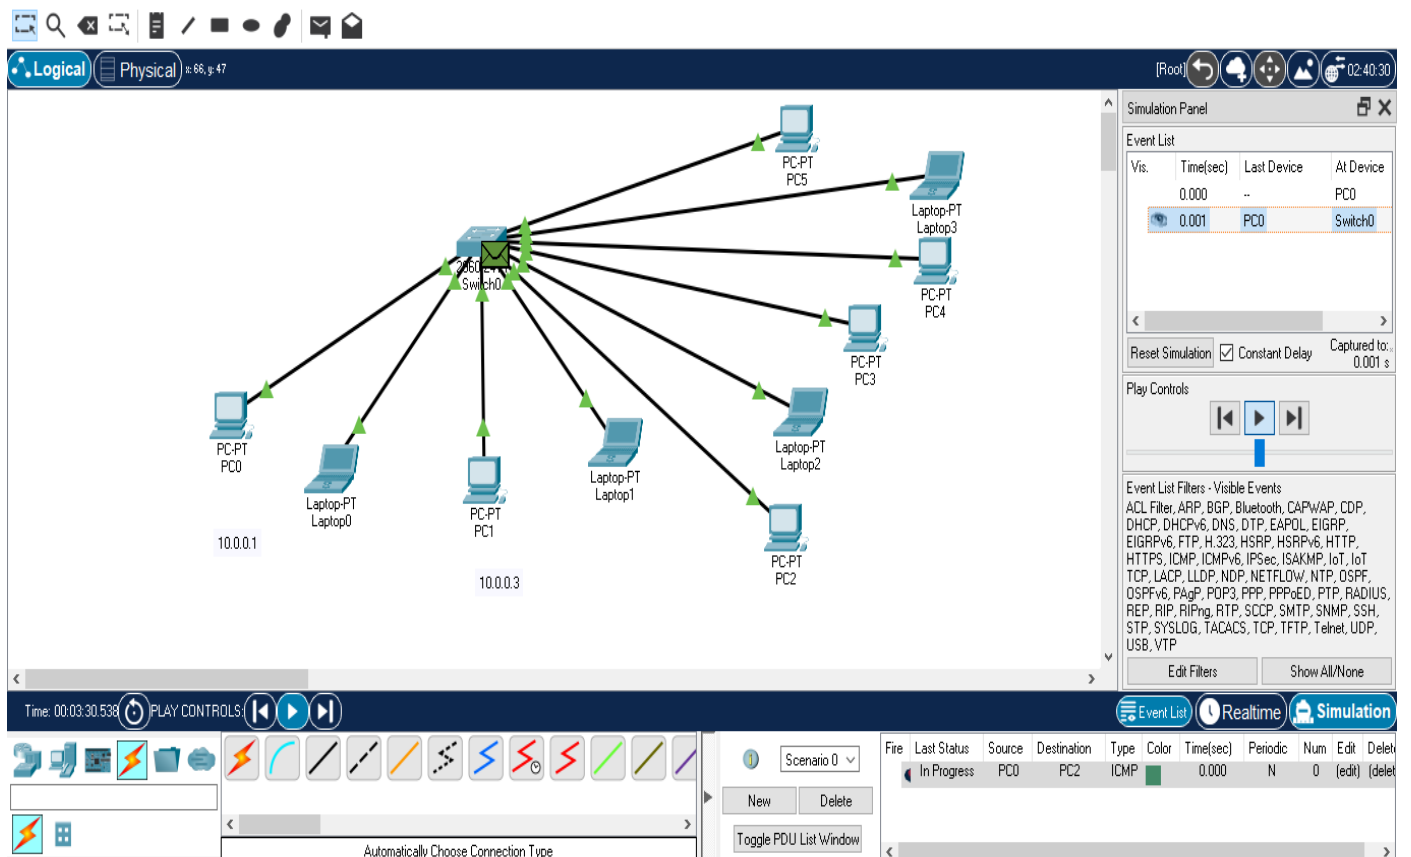 Logical
Physical
x: 66, y: 47
[Root]
02:40:30
PC-PT
PC5
Laptop-PT
Laptop3
PC-PT
PC4
PC-PT
PC3
Laptop-PT
Laptop2
PC-PT
PC2
Laptop-PT
Laptop1
PC-PT
PC1
Laptop-PT
Laptop0
PC-PT
PC0
Switch0
10.0.0.1
10.0.0.3
Simulation Panel
Event List
Vis. Time(sec) Last Device At Device
0.000 -- PC0
0.001 PC0 Switch0
Reset Simulation Constant Delay
Captured to:
0.001 s
Play Controls
Event List Filters - Visible Events
ACL Filter, ARP, BGP, Bluetooth, CAPWAP, CDP,
DHCP, DHCPv6, DNS, DTP, EAPOL, EIGRP,
EIGRPv6, FTP, H.323, HSRP, HSRPv6, HTTP,
HTTPS, ICMP, ICMPv6, IPSec, ISAKMP, IoT, IoT
TCP, LACP, LLDP, NDP, NETFLOW, NTP, OSPF,
OSPFv6, PAgP, POP3, PPP, PPPoED, PTP, RADIUS,
REP, RIP, RIPng, RTP, SCCP, SMTP, SNMP, SSH,
STP, SYSLOG, TACACS, TCP, TFTP, Telnet, UDP,
USB, VTP
Edit Filters Show All/None
Time: 00:03:30.538 PLAY CONTROLS:
Event List Realtime Simulation
Automatically Choose Connection Type
Scenario 0
New Delete
Toggle PDU List Window
Fire Last Status Source Destination Type Color Time(sec) Periodic Num Edit Delet
In Progress PC0 PC2 ICMP 0.000 N 0 (edit) (delet